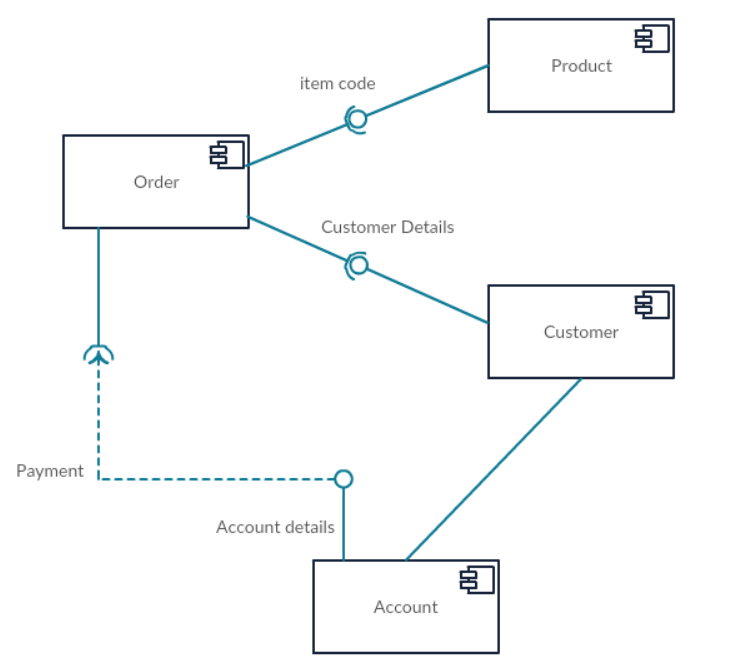 Product
item code
Order
Customer Details
Customer
Payment
Account details
Account